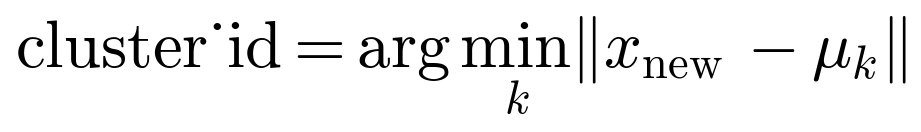 cluster˙id = arg min_k ‖x_new − μ_k‖